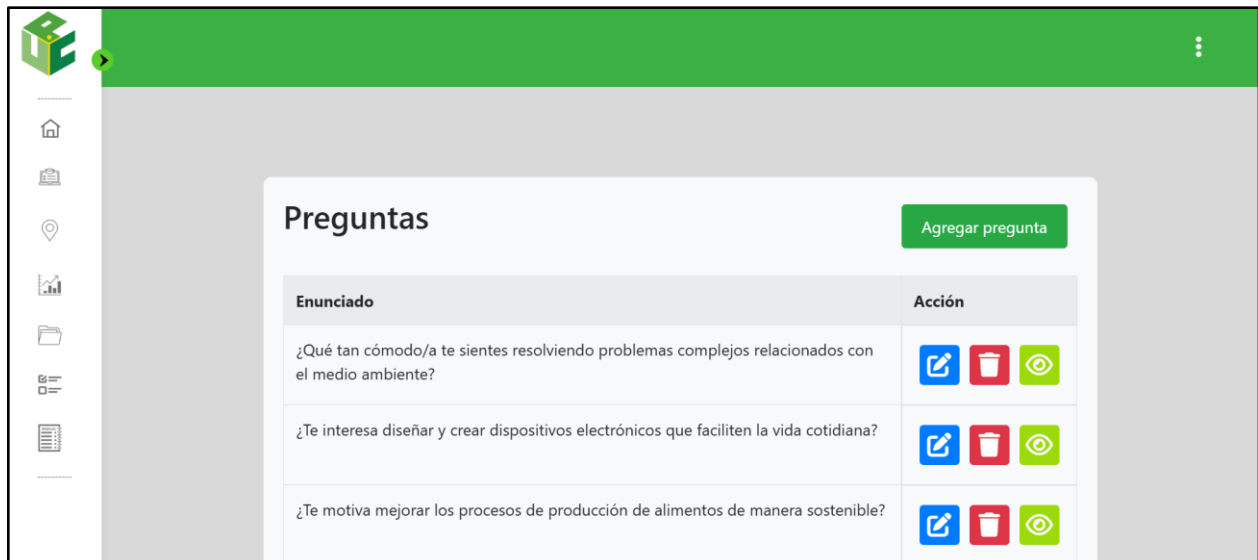 Preguntas
Agregar pregunta
Enunciado
Acción
¿Qué tan cómodo/a te sientes resolviendo problemas complejos relacionados con
el medio ambiente?
¿Te interesa diseñar y crear dispositivos electrónicos que faciliten la vida cotidiana?
¿Te motiva mejorar los procesos de producción de alimentos de manera sostenible?